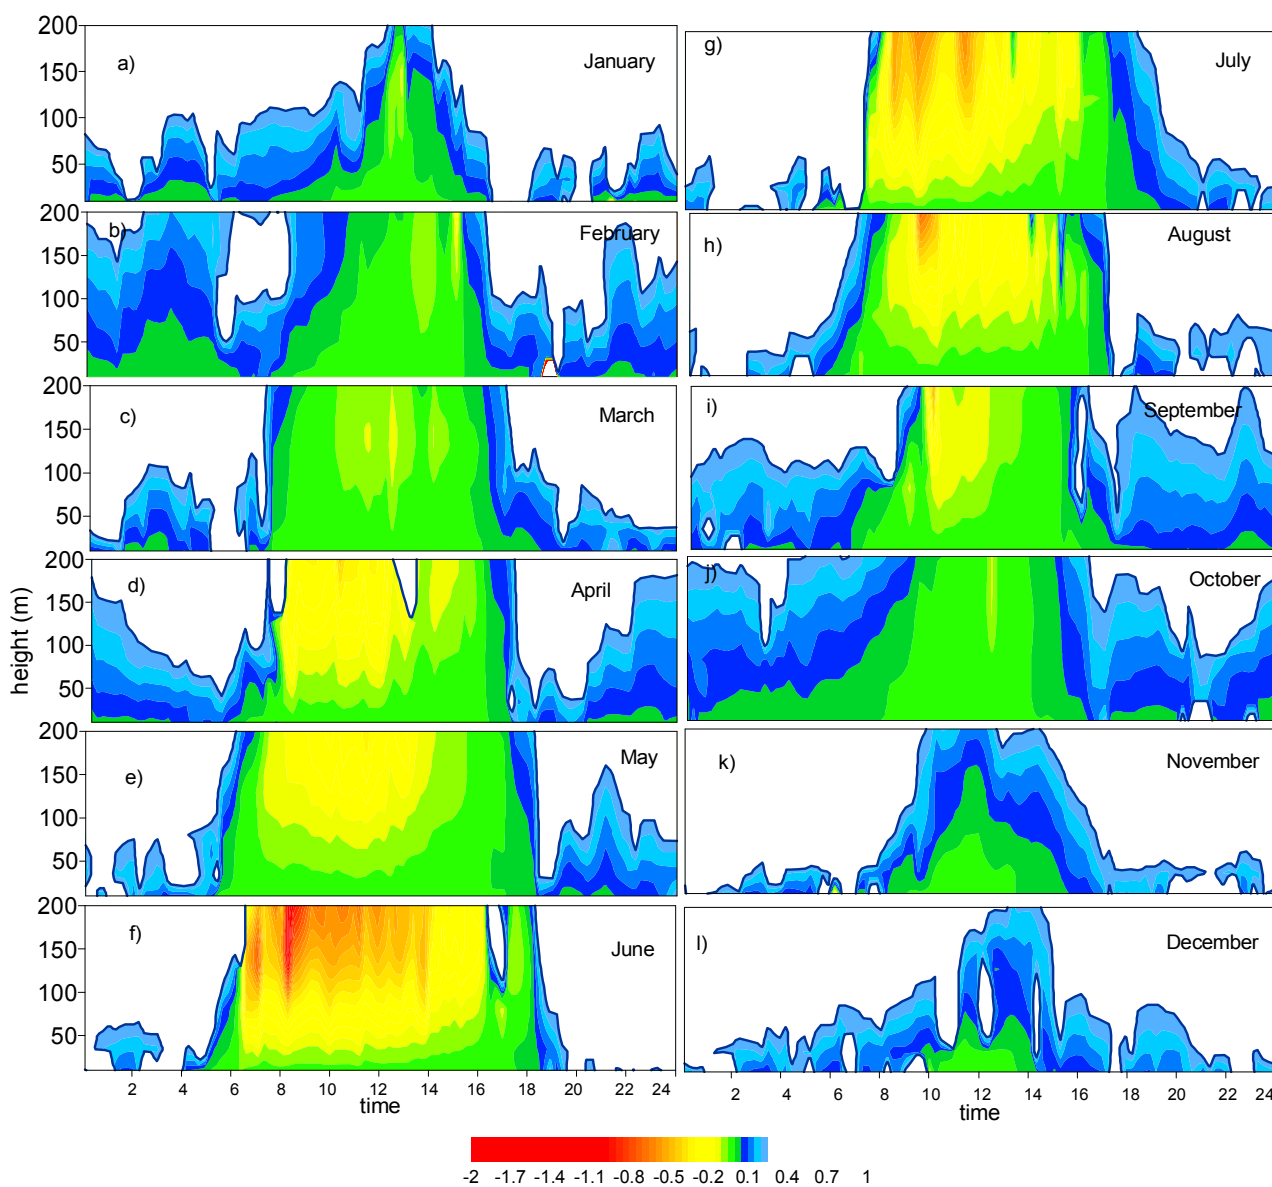 200
150
100
50
a)
January
200
150
100
50
b)
February
200
150
100
50
c)
March
200
150
100
50
d)
April
height (m)
200
150
100
50
e)
May
200
150
100
50
f)
June
2 4 6 8 10 12 14 16 18 20 22 24
time
g)
July
h)
August
i)
September
j)
October
k)
November
l)
December
2 4 6 8 10 12 14 16 18 20 22 24
time
-2 -1.7 -1.4 -1.1 -0.8 -0.5 -0.2 0.1 0.4 0.7 1